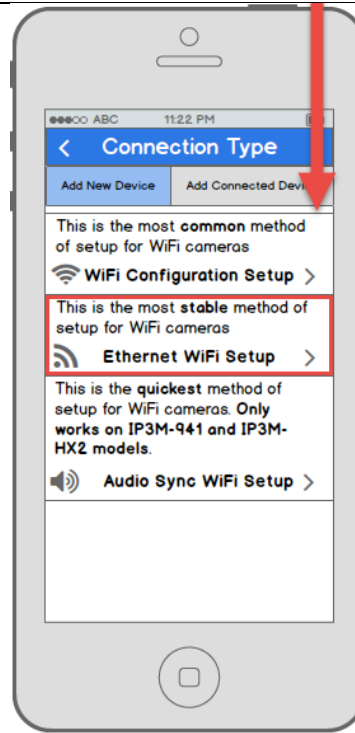 ABC 11:22 PM
Connection Type
Add New Device Add Connected Devi
This is the most common method
of setup for WiFi cameras
WiFi Configuration Setup >
This is the most stable method of
setup for WiFi cameras
Ethernet WiFi Setup >
This is the quickest method of
setup for WiFi cameras. Only
works on IP3M-941 and IP3M-
HX2 models.
Audio Sync WiFi Setup >